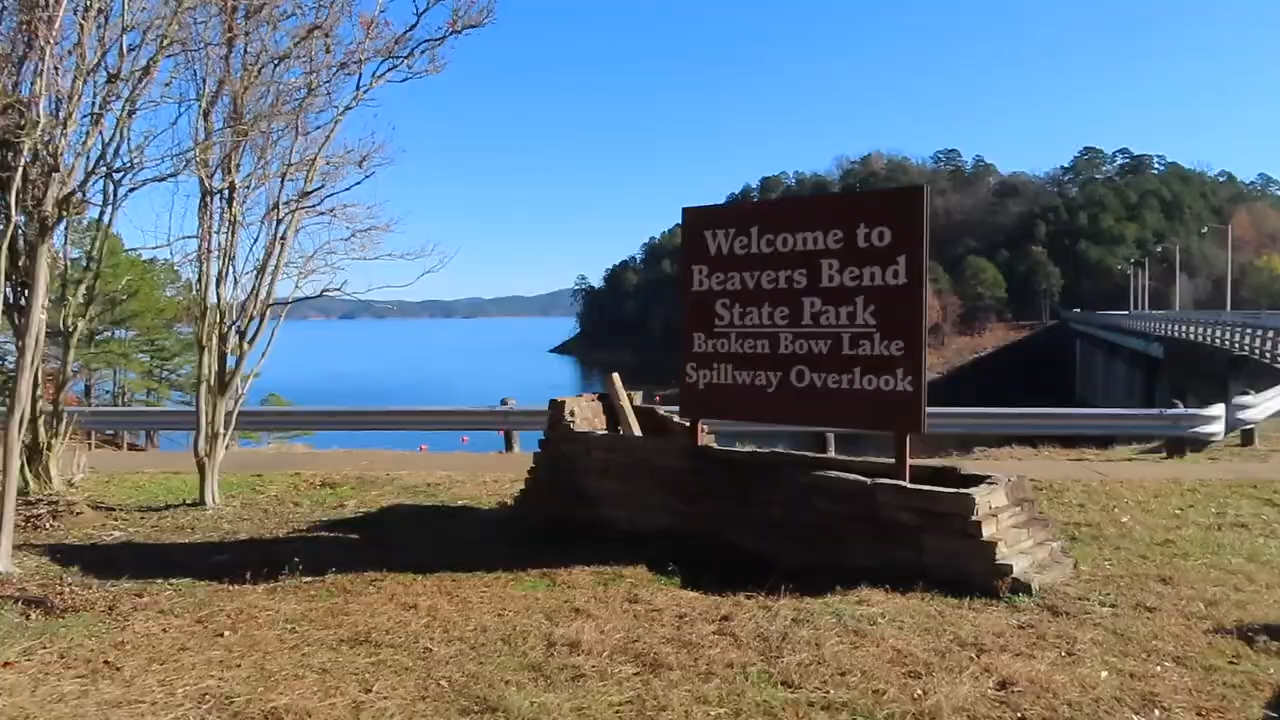 Welcome to
Beavers Bend
State Park
Broken Bow Lake
Spillway Overlook